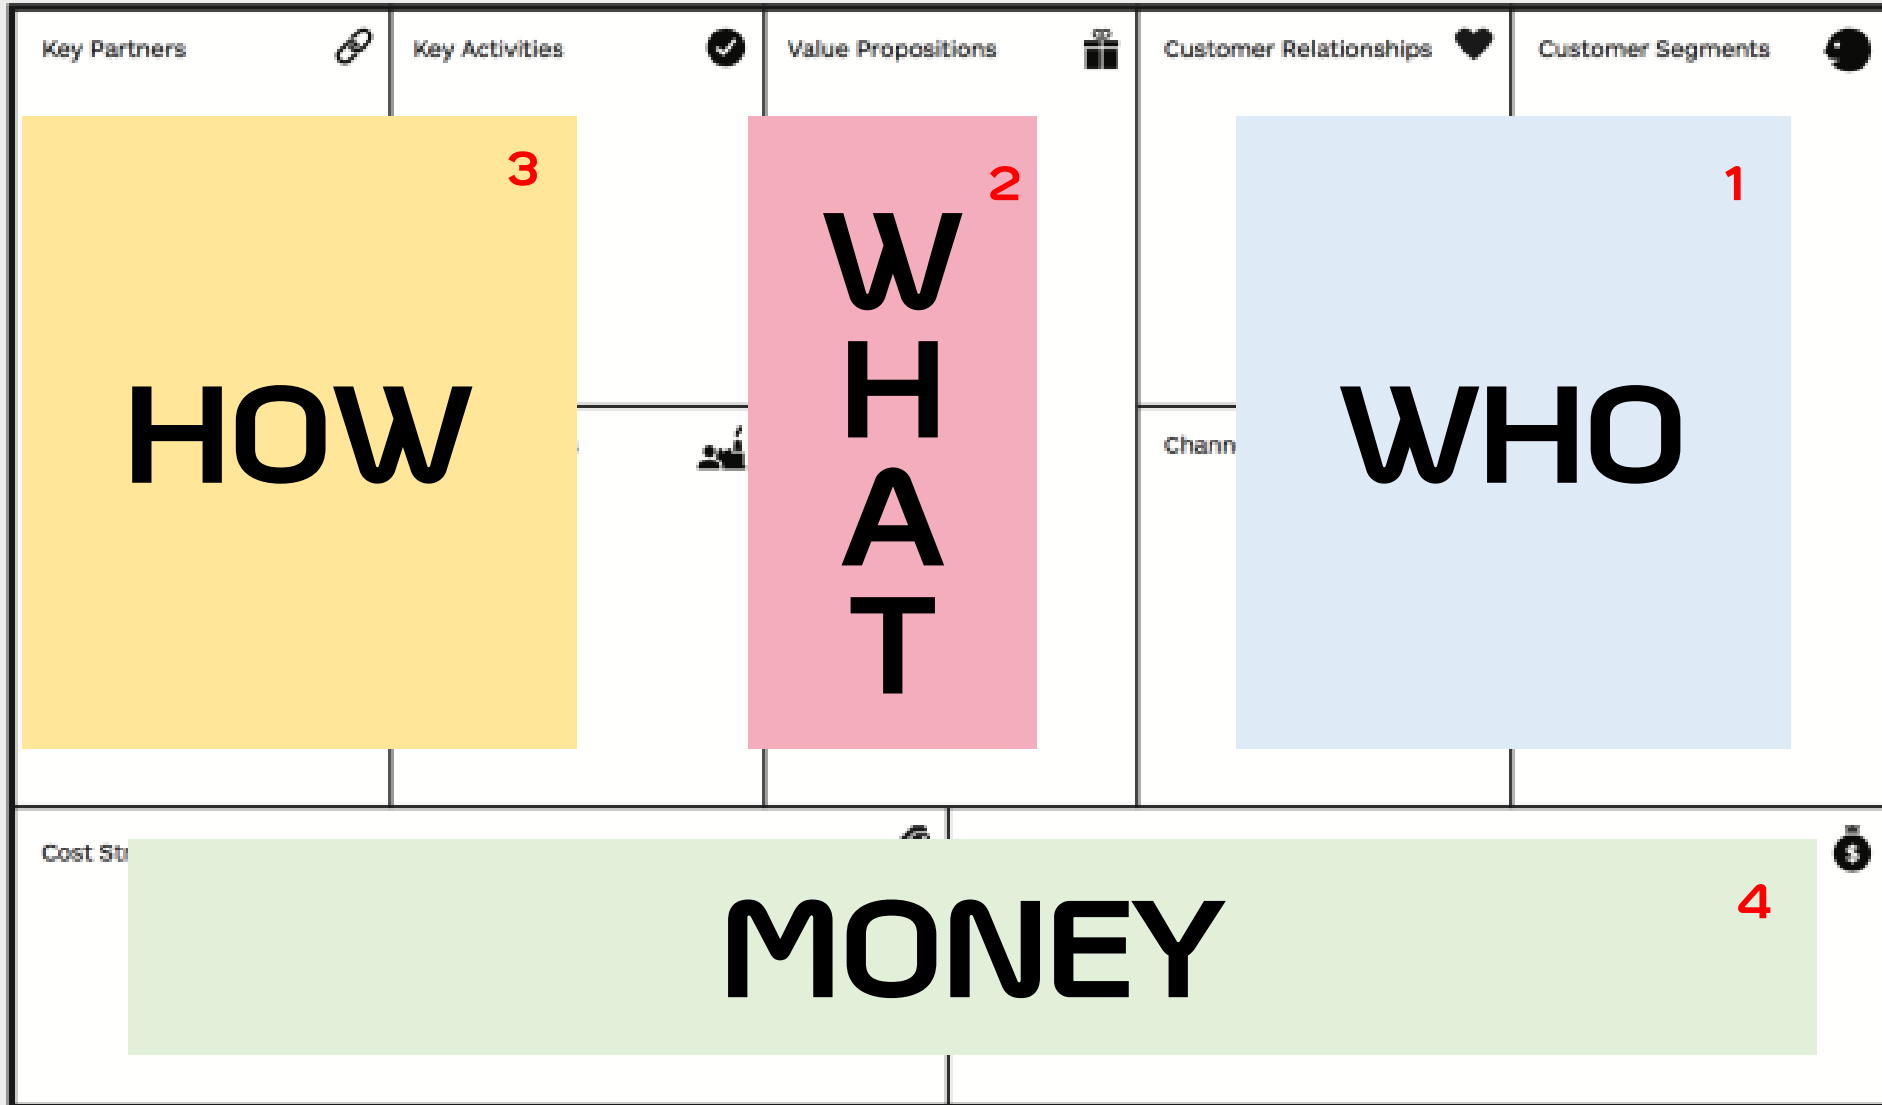 Key Partners
Key Activities
Value Propositions
Customer Relationships
Customer Segments
3
HOW
2
W
H
A
T
1
WHO
Chann
Cost Str
4
MONEY
$